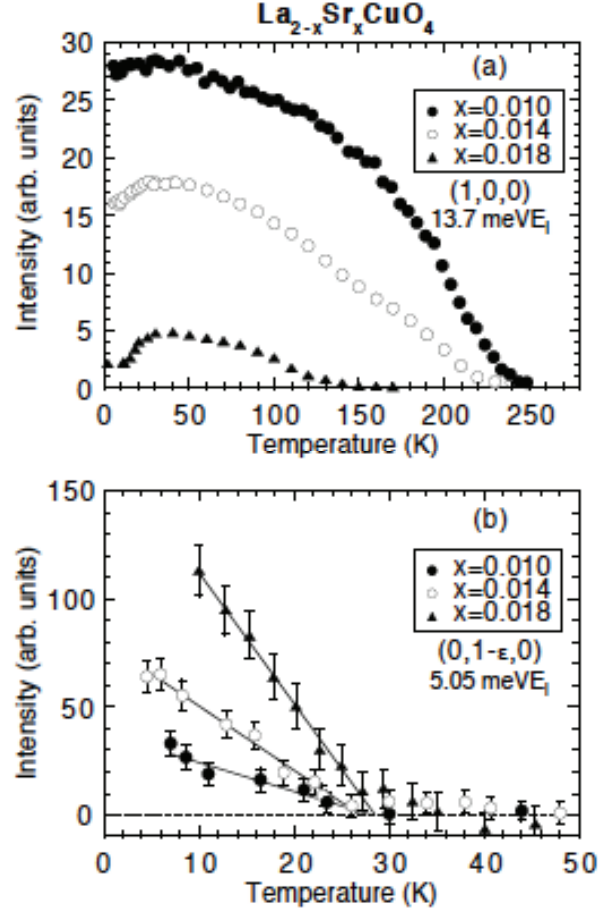 La₂₋ₓSrₓCuO₄
(a)
30
25
20
15
10
5
0
Intensity (arb. units)
x=0.010
x=0.014
x=0.018
(1,0,0)
13.7 meVEᵢ
0 50 100 150 200 250
Temperature (K)
(b)
150
100
50
0
Intensity (arb. units)
x=0.010
x=0.014
x=0.018
(0,1-ε,0)
5.05 meVEᵢ
0 10 20 30 40 50
Temperature (K)